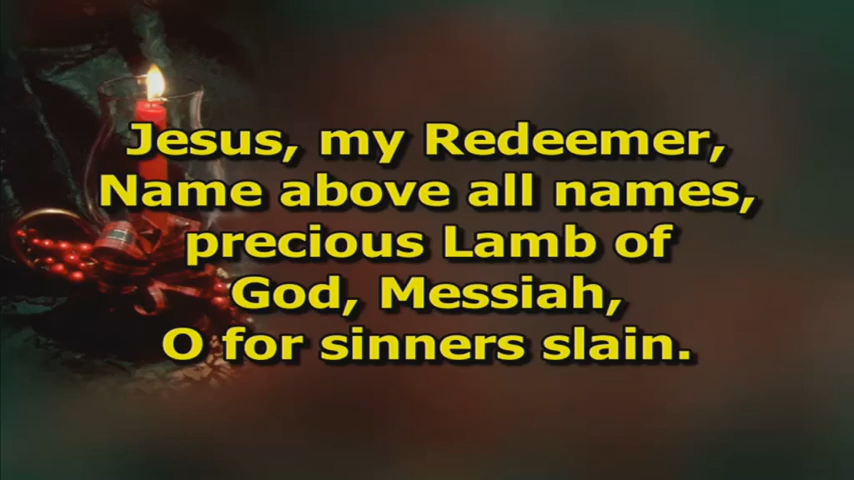 Jesus, my Redeemer,
Name above all names,
precious Lamb of
God, Messiah,
O for sinners slain.